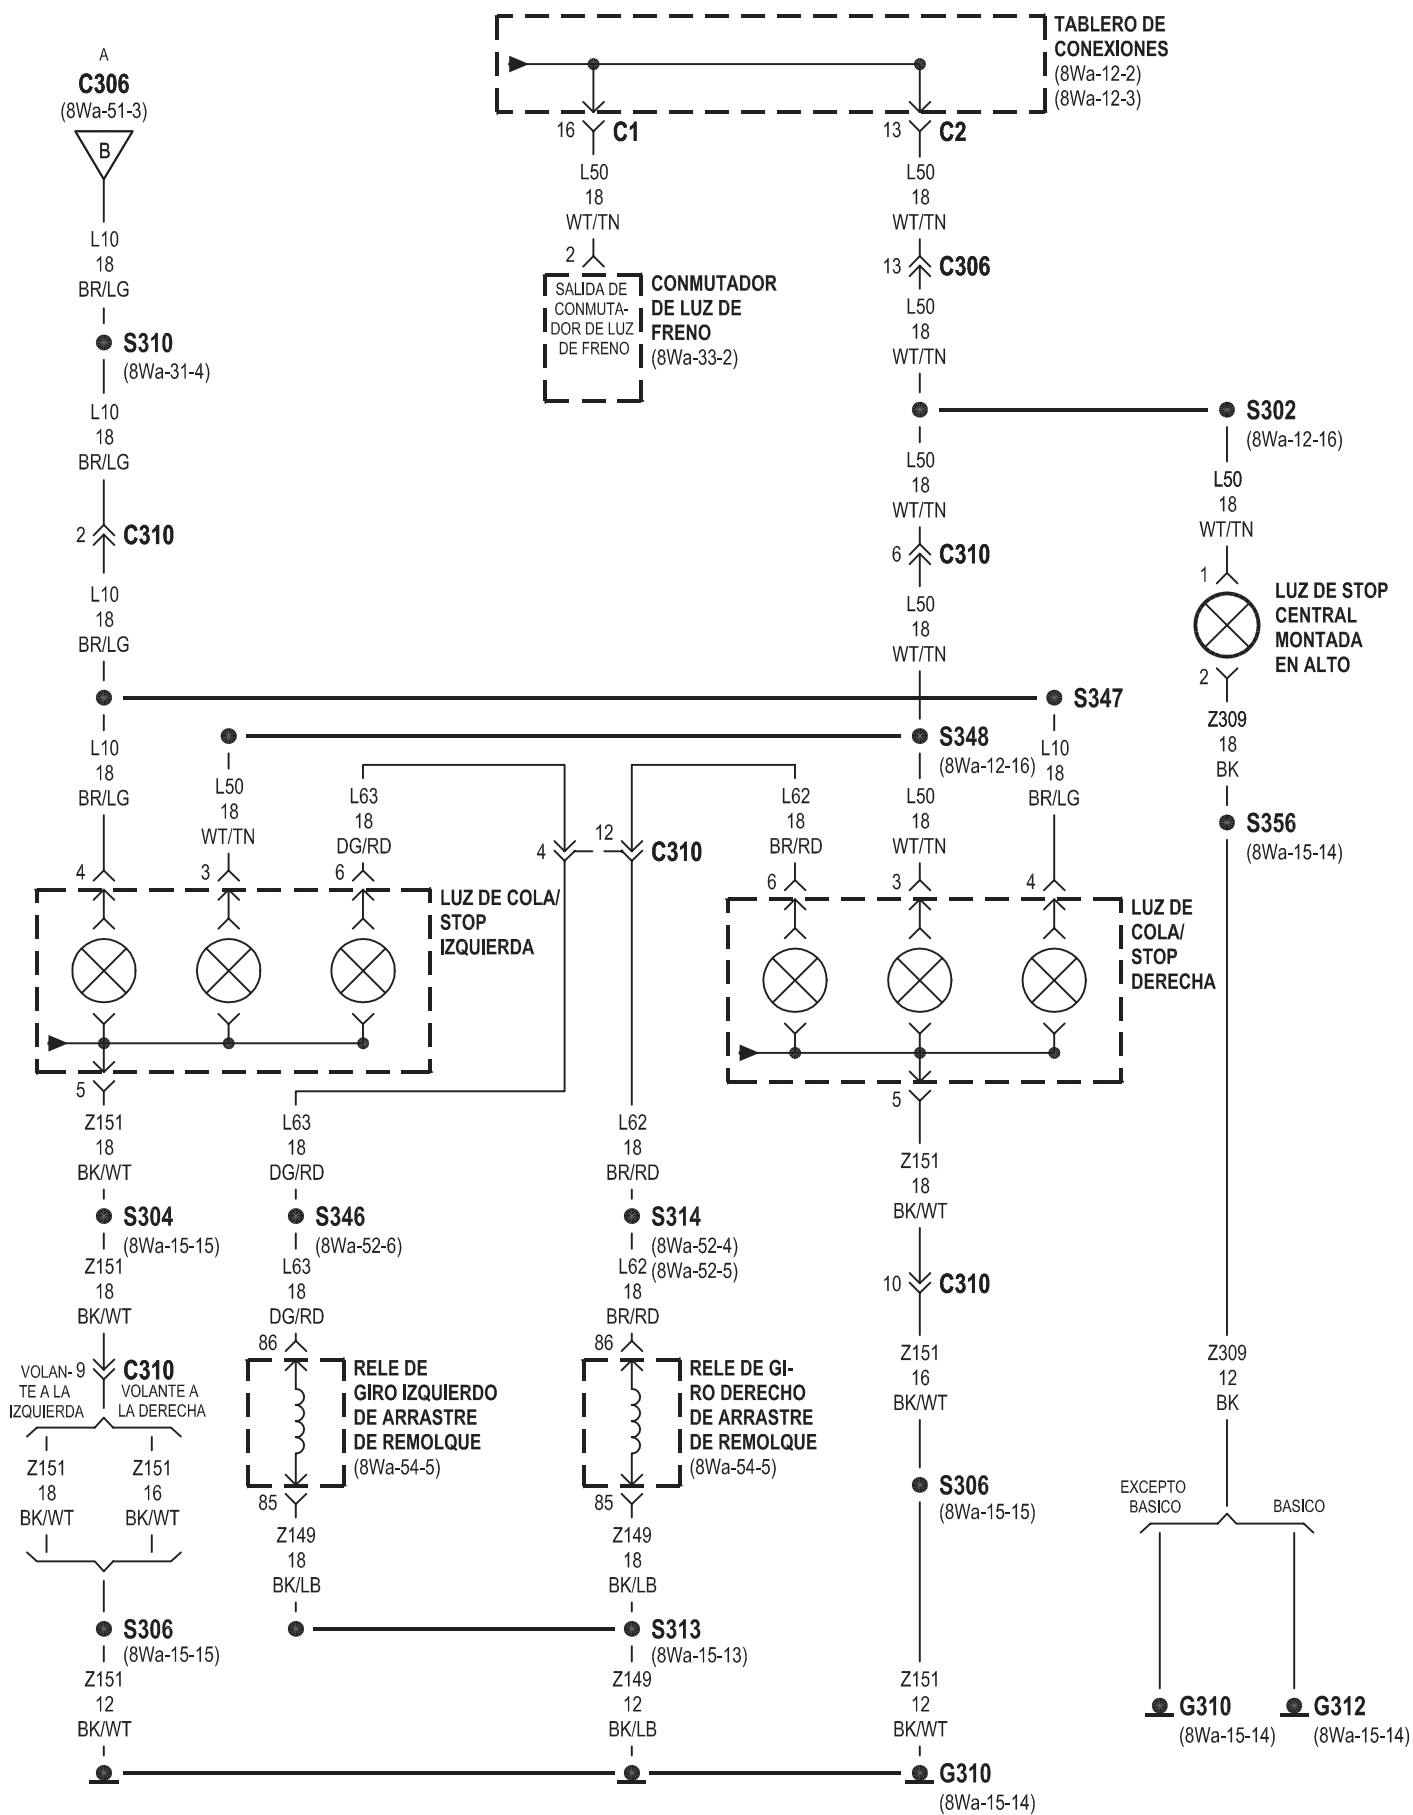 TABLERO DE
CONEXIONES
(8Wa-12-2)
(8Wa-12-3)
A
C306
(8Wa-51-3)
B
16
C1
13
C2
L50
18
WT/TN
L50
18
WT/TN
L10
18
BR/LG
2
13
C306
SALIDA DE
CONMUTA-
DOR DE LUZ
DE FRENO
CONMUTADOR
DE LUZ DE
FRENO
(8Wa-33-2)
L50
18
WT/TN
S310
(8Wa-31-4)
L10
18
BR/LG
S302
(8Wa-12-16)
L50
18
WT/TN
L50
18
WT/TN
2
C310
6
C310
1
LUZ DE STOP
CENTRAL
MONTADA
EN ALTO
2
L10
18
BR/LG
L50
18
WT/TN
S347
Z309
18
BK
S348
(8Wa-12-16)
L10
18
BR/LG
L50
18
WT/TN
L63
18
DG/RD
L62
18
BR/RD
L50
18
WT/TN
L10
18
BR/LG
S356
(8Wa-15-14)
4
12
C310
4
3
6
6
3
4
LUZ DE COLA/
STOP
IZQUIERDA
LUZ DE
COLA/
STOP
DERECHA
5
5
Z151
18
BK/WT
L63
18
DG/RD
L62
18
BR/RD
Z151
18
BK/WT
S304
(8Wa-15-15)
S346
(8Wa-52-6)
S314
(8Wa-52-4)
(8Wa-52-5)
Z151
18
BK/WT
L63
18
DG/RD
L62
18
BR/RD
10
C310
86
86
VOLAN-
TE A LA
IZQUIERDA
9
C310
VOLANTE A
LA DERECHA
RELE DE
GIRO IZQUIERDO
DE ARRASTRE
DE REMOLQUE
(8Wa-54-5)
RELE DE GI-
RO DERECHO
DE ARRASTRE
DE REMOLQUE
(8Wa-54-5)
Z151
16
BK/WT
Z309
12
BK
Z151
18
BK/WT
Z151
16
BK/WT
85
85
S306
(8Wa-15-15)
EXCEPTO
BASICO
BASICO
Z149
18
BK/LB
Z149
18
BK/LB
S306
(8Wa-15-15)
S313
(8Wa-15-13)
Z151
12
BK/WT
Z149
12
BK/LB
Z151
12
BK/WT
G310
(8Wa-15-14)
G312
(8Wa-15-14)
G310
(8Wa-15-14)